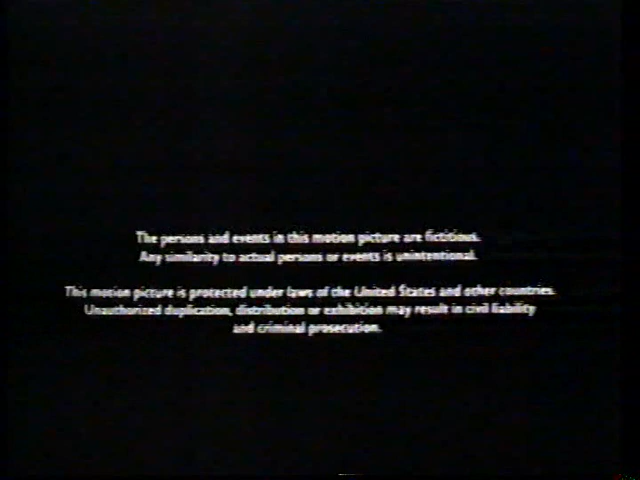 The persons and events in this motion picture are fictitious.
Any similarity to actual persons or events is unintentional.
This motion picture is protected under laws of the United States and other countries.
Unauthorized duplication, distribution or exhibition may result in civil liability
and criminal prosecution.